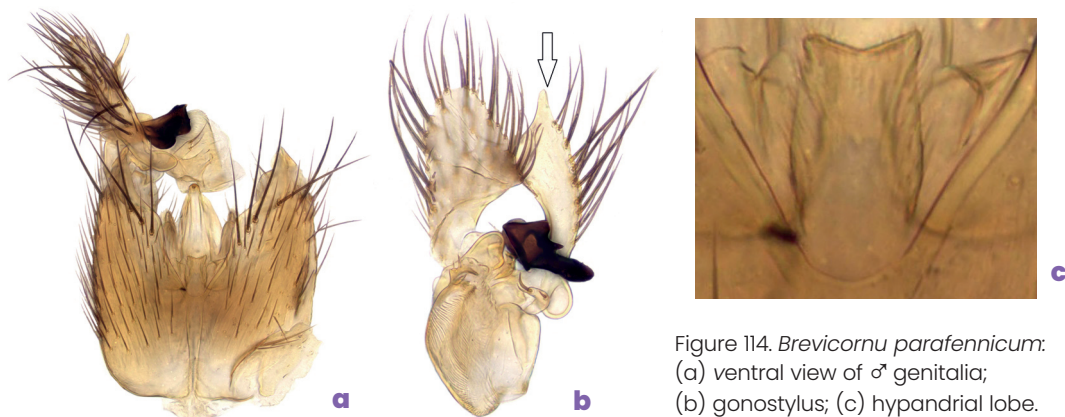 a
b
c
Figure 114. Brevicornu parafennicum:
(a) ventral view of ♂ genitalia;
(b) gonostylus; (c) hypandrial lobe.